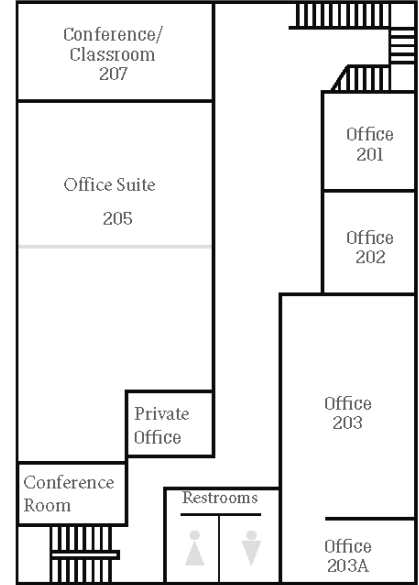 Conference/
Classroom
207
Office
201
Office Suite
205
Office
202
Private
Office
Office
203
Conference
Room
Restrooms
Office
203A